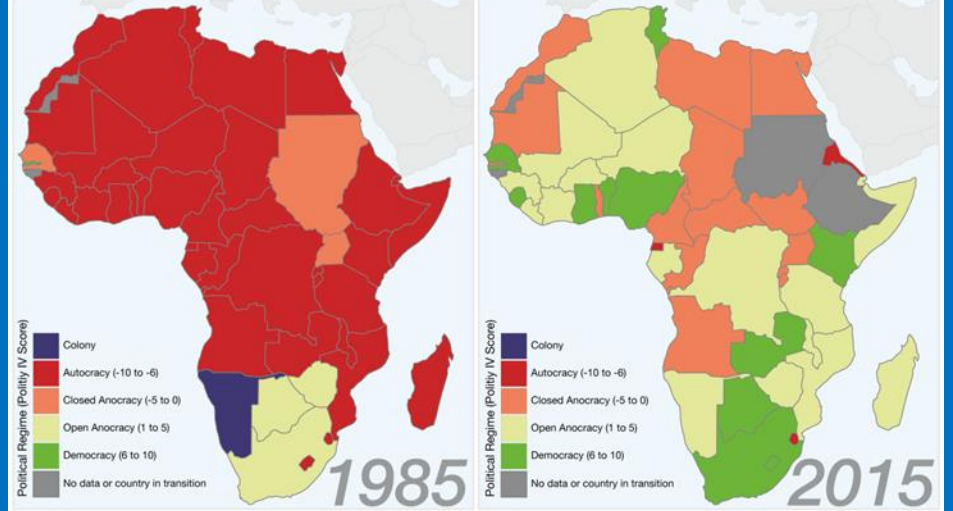 Political Regime (Politiy IV Score)
Colony
Autocracy (-10 to -6)
Closed Anocracy (-5 to 0)
Open Anocracy (1 to 5)
Democracy (6 to 10)
No data or country in transition
1985
Political Regime (Politiy IV Score)
Colony
Autocracy (-10 to -6)
Closed Anocracy (-5 to 0)
Open Anocracy (1 to 5)
Democracy (6 to 10)
No data or country in transition
2015